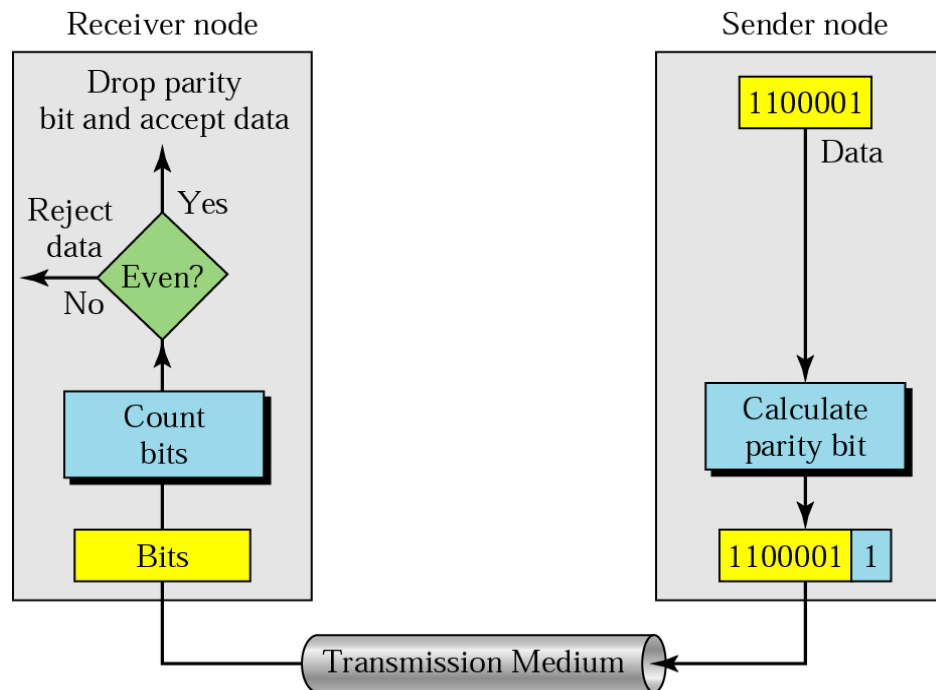 Receiver node
Drop parity
bit and accept data
Yes
Reject
data
Even?
No
Count
bits
Bits
Sender node
1100001
Data
Calculate
parity bit
1100001 1
Transmission Medium